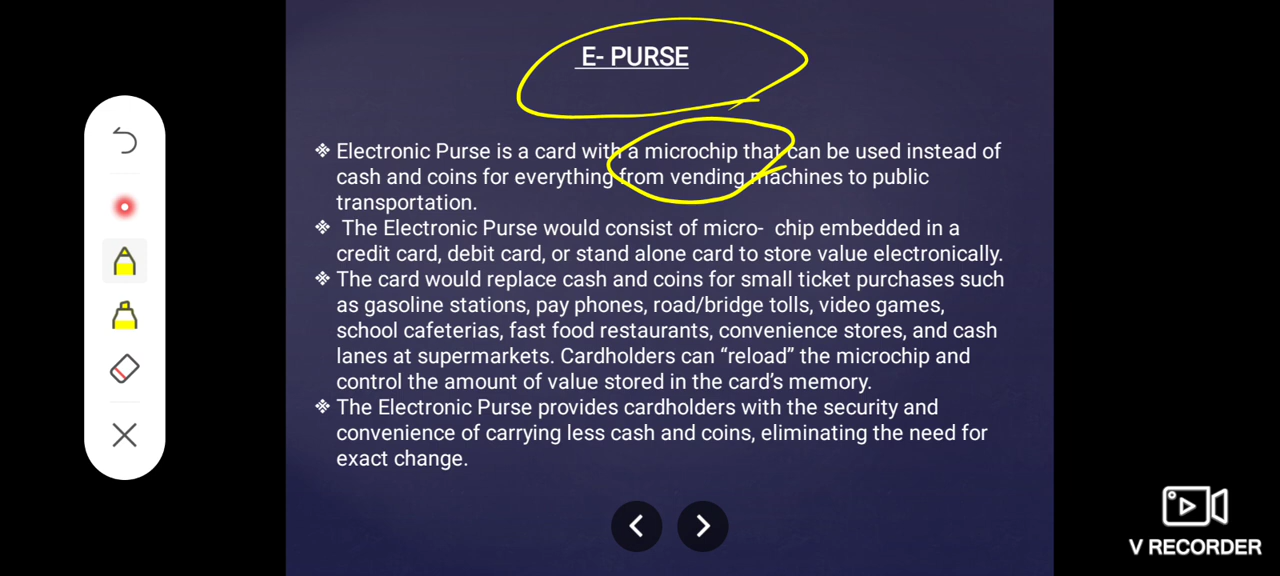 E- PURSE
❖ Electronic Purse is a card with a microchip that can be used instead of
cash and coins for everything from vending machines to public
transportation.
❖ The Electronic Purse would consist of micro- chip embedded in a
credit card, debit card, or stand alone card to store value electronically.
❖ The card would replace cash and coins for small ticket purchases such
as gasoline stations, pay phones, road/bridge tolls, video games,
school cafeterias, fast food restaurants, convenience stores, and cash
lanes at supermarkets. Cardholders can “reload” the microchip and
control the amount of value stored in the card’s memory.
❖ The Electronic Purse provides cardholders with the security and
convenience of carrying less cash and coins, eliminating the need for
exact change.
V RECORDER